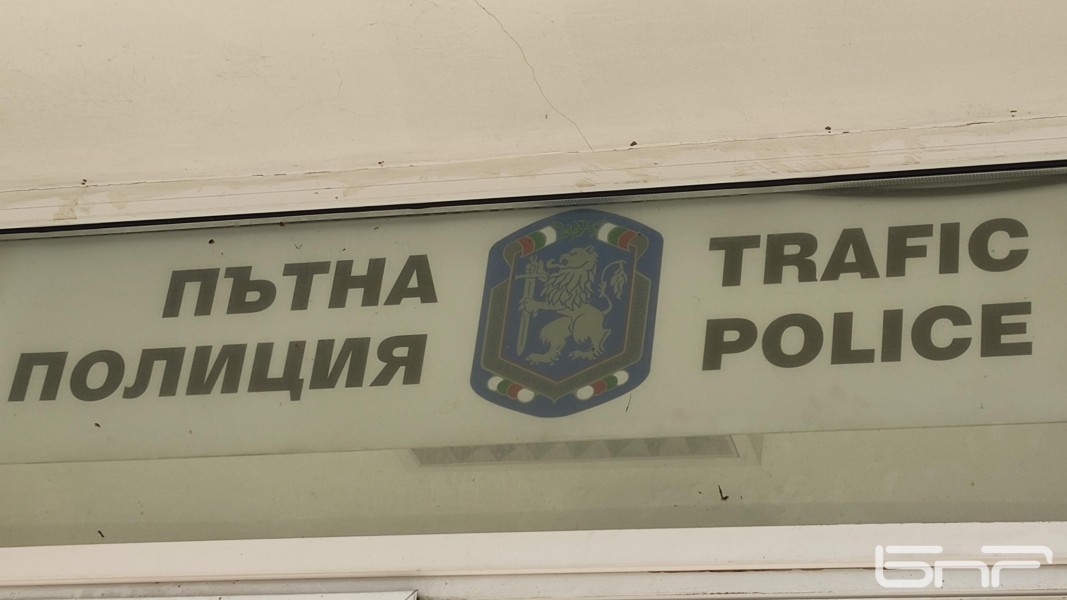 ПЪТНА
ПОЛИЦИЯ
TRAFIC
POLICE
БНР